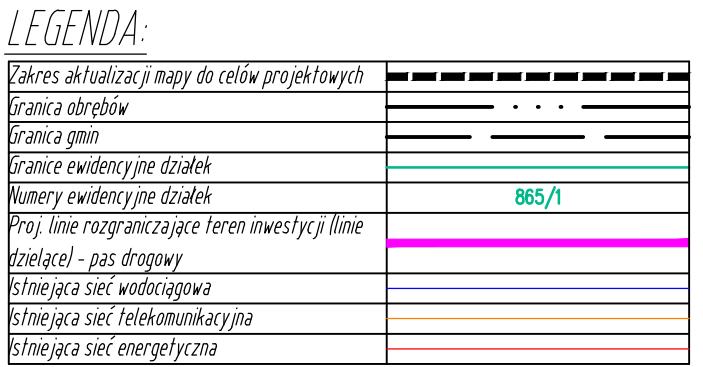 LEGENDA:
Zakres aktualizacji mapy do celów projektowych
Granica obrębów
Granica gmin
Granice ewidencyjne działek
Numery ewidencyjne działek 865/1
Proj. linie rozgraniczające teren inwestycji (linie
dzielące) - pas drogowy
Istniejąca sieć wodociągowa
Istniejąca sieć telekomunikacyjna
Istniejąca sieć energetyczna